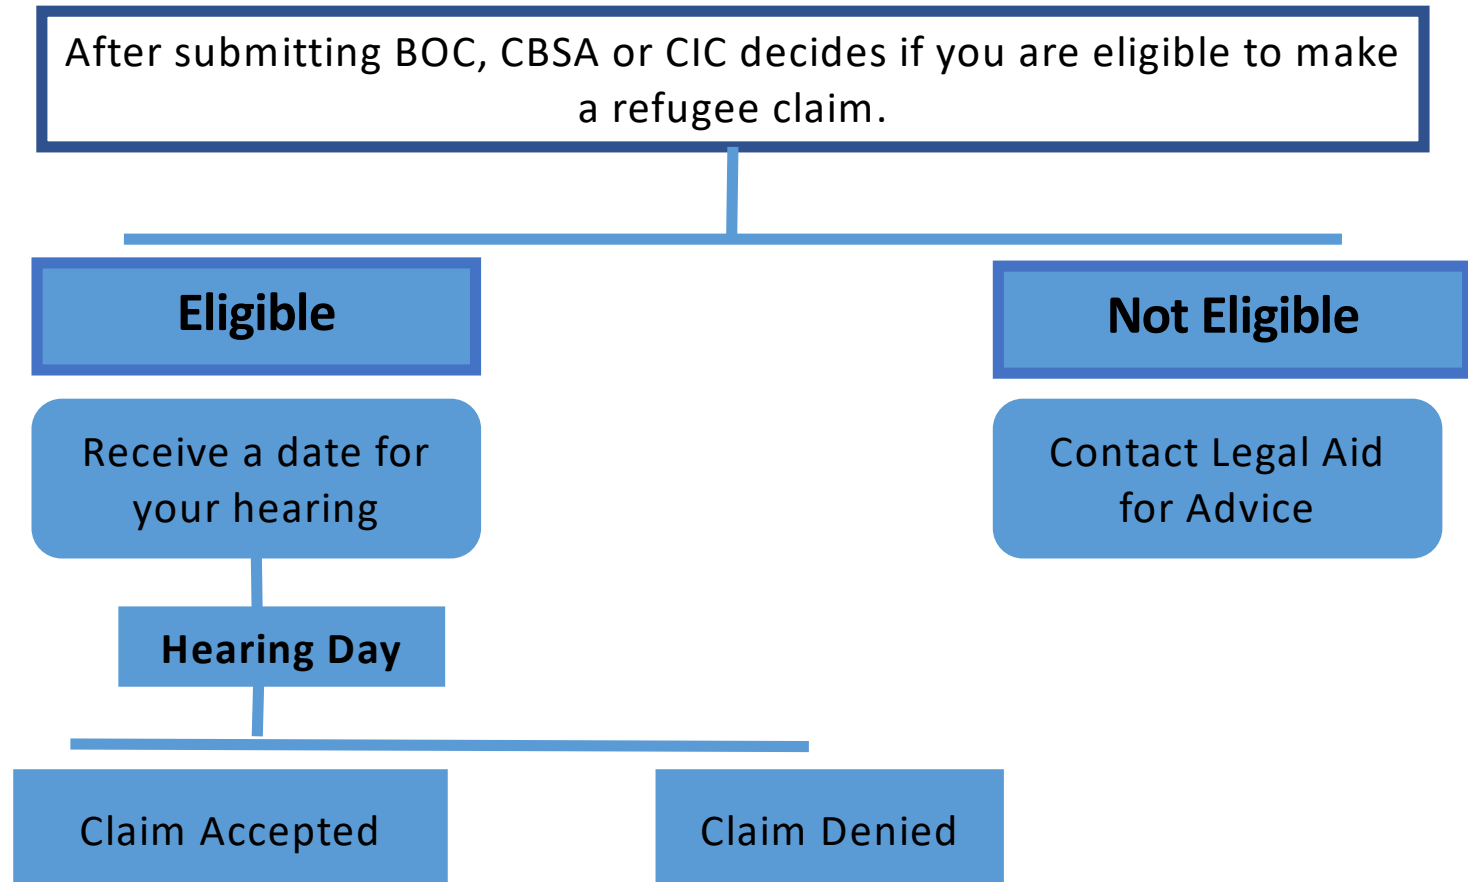 After submitting BOC, CBSA or CIC decides if you are eligible to make
a refugee claim.
Eligible
Not Eligible
Receive a date for
your hearing
Contact Legal Aid
for Advice
Hearing Day
Claim Accepted
Claim Denied